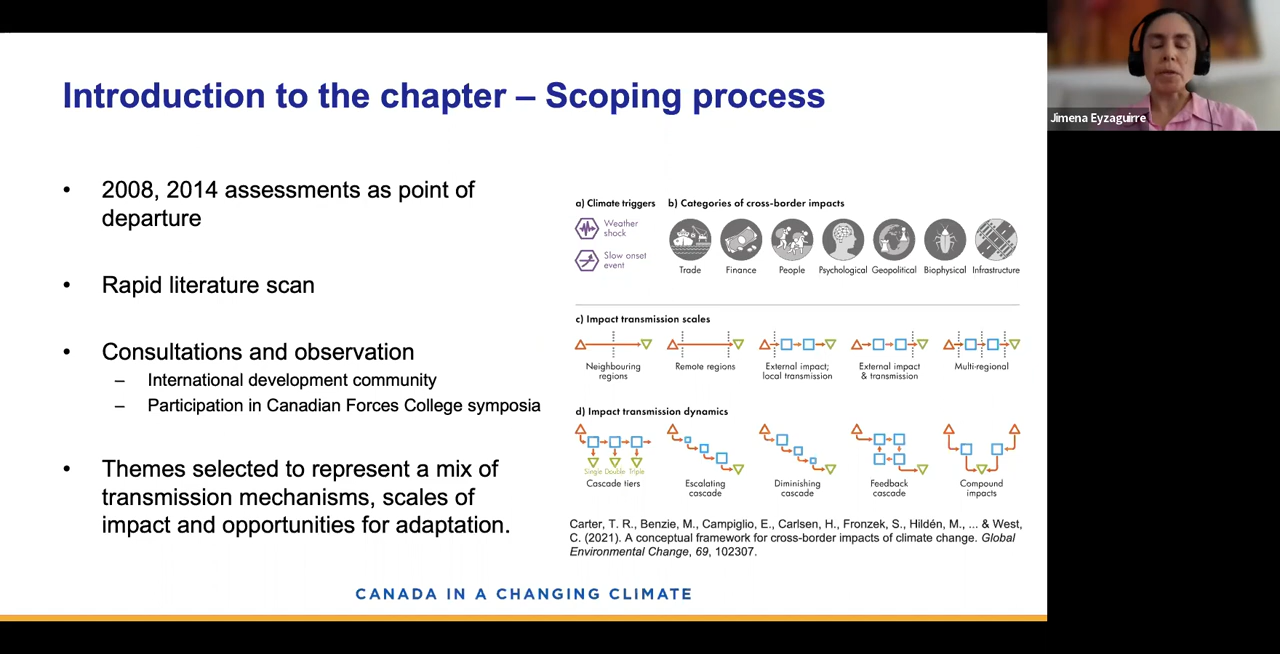 Introduction to the chapter – Scoping process
• 2008, 2014 assessments as point of
departure
• Rapid literature scan
• Consultations and observation
– International development community
– Participation in Canadian Forces College symposia
• Themes selected to represent a mix of
transmission mechanisms, scales of
impact and opportunities for adaptation.
a) Climate triggers
Weather
shock
Slow onset
event
b) Categories of cross-border impacts
Trade Finance People Psychological Geopolitical Biophysical Infrastructure
c) Impact transmission scales
Neighbouring
regions
Remote regions
External impact;
local transmission
External impact
& transmission
Multi-regional
d) Impact transmission dynamics
Single Double Triple
Cascade tiers
Escalating
cascade
Diminishing
cascade
Feedback
cascade
Compound
impacts
Carter, T. R., Benzie, M., Campiglio, E., Carlsen, H., Fronzek, S., Hildén, M., ... & West,
C. (2021). A conceptual framework for cross-border impacts of climate change. Global
Environmental Change, 69, 102307.
CANADA IN A CHANGING CLIMATE
Jimena Eyzaguirre